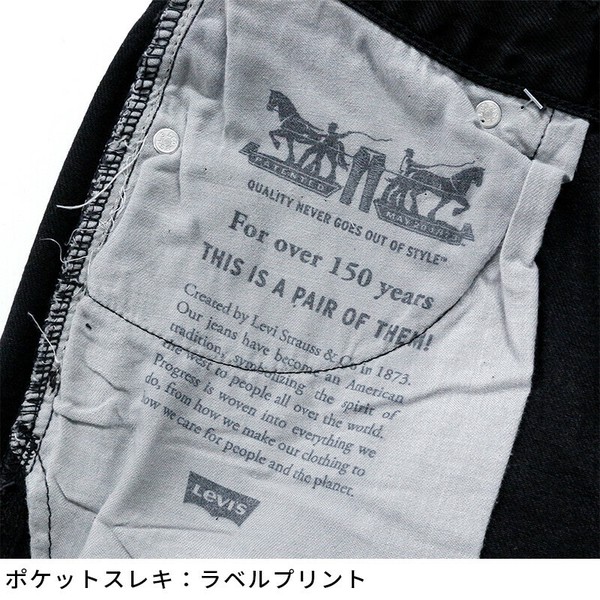 PATENTED
MAY 20 1873
QUALITY NEVER GOES OUT OF STYLE™
For over 150 years
THIS IS A PAIR OF THEM!
Created by Levi Strauss & Co in 1873.
Our jeans have become an American
tradition, symbolizing the spirit of
the west to people all over the world.
Progress is woven into everything we
do, from how we make our clothing to
how we care for people and the planet.
Levi's
ポケットスレキ：ラベルプリント